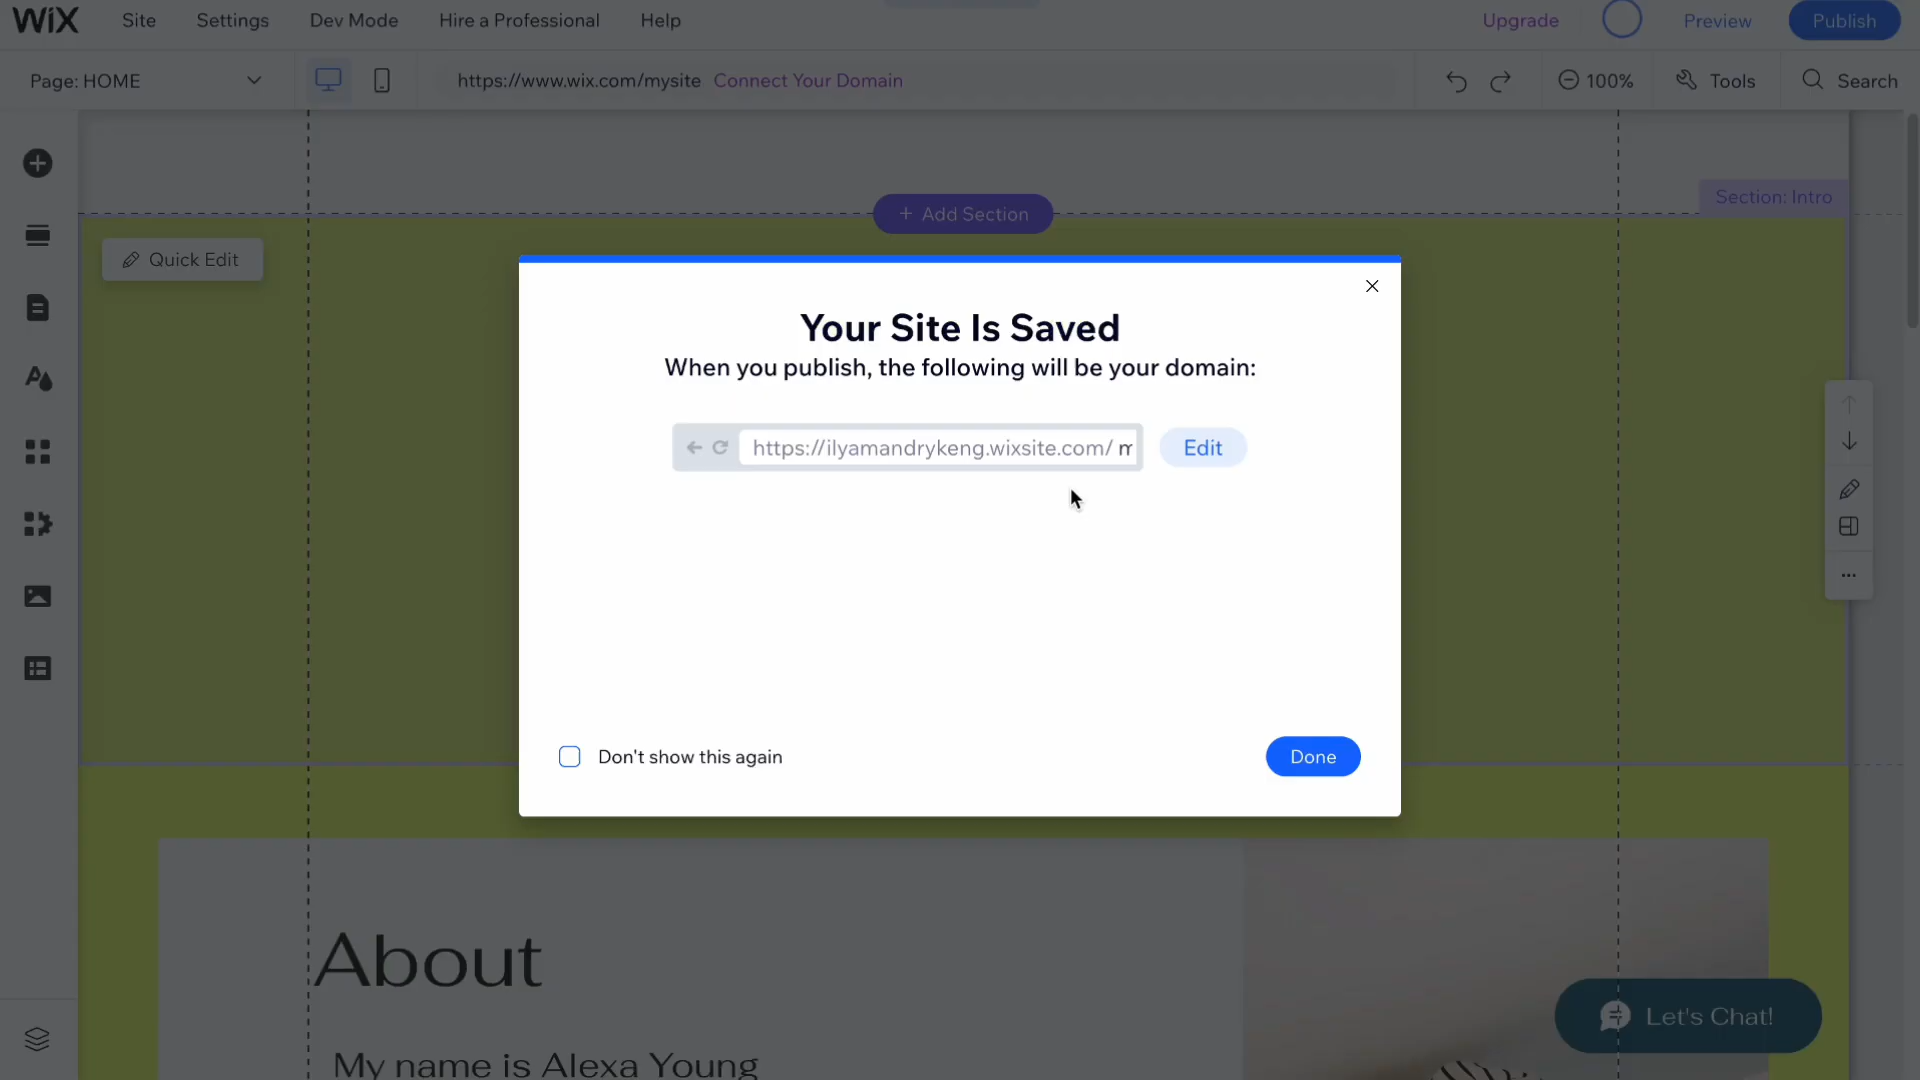 WiX Site Settings Dev Mode Hire a Professional Help Upgrade Preview Publish
Page: HOME https://www.wix.com/mysite Connect Your Domain 100% Tools Search
Section: Intro
+ Add Section
Quick Edit
Your Site Is Saved
When you publish, the following will be your domain:
https://ilyamandrykeng.wixsite.com/ m Edit
Don't show this again Done
About
Let's Chat!
My name is Alexa Young